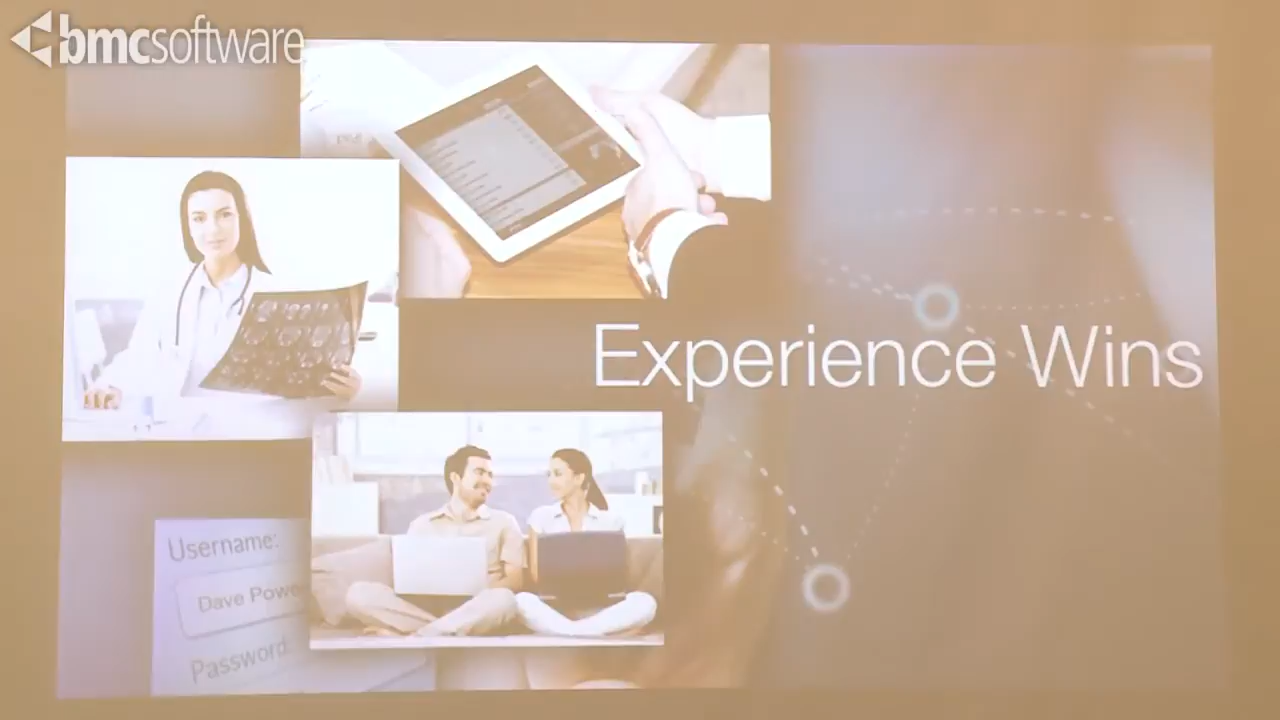 bmcsoftware
Experience Wins
Username:
Dave Powe
Password